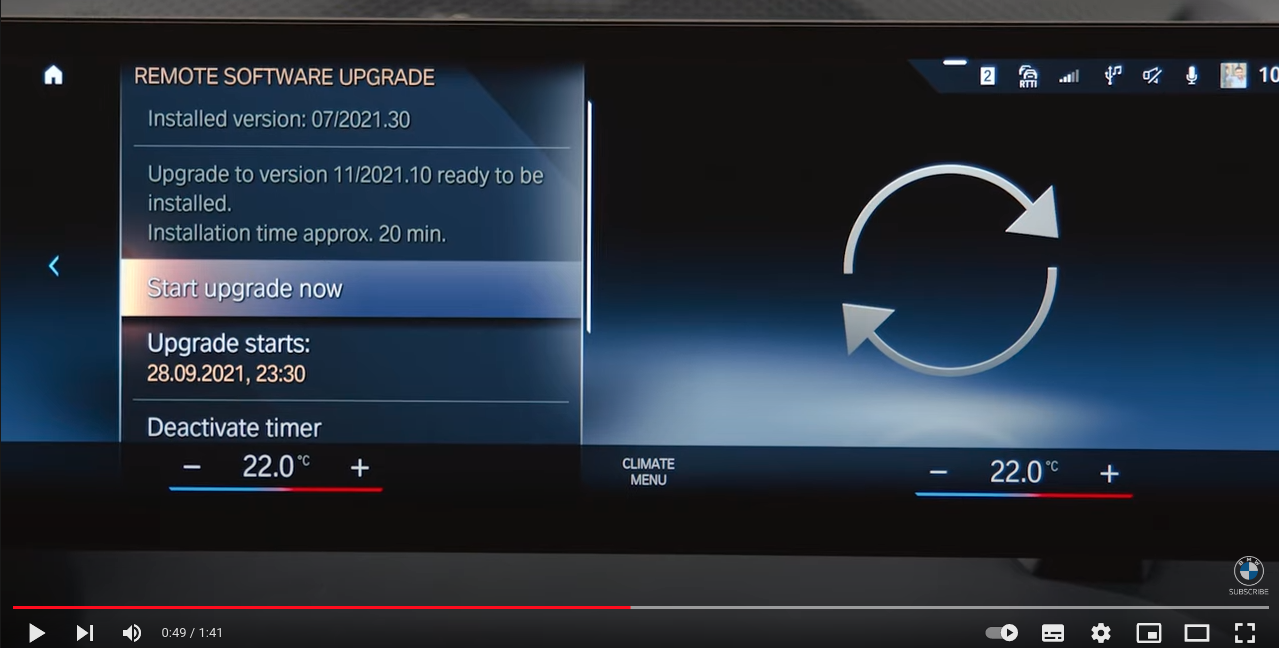 REMOTE SOFTWARE UPGRADE
2
RTTI
10
Installed version: 07/2021.30
Upgrade to version 11/2021.10 ready to be
installed.
Installation time approx. 20 min.
Start upgrade now
Upgrade starts:
28.09.2021, 23:30
Deactivate timer
− 22.0 °C +
CLIMATE
MENU
− 22.0 °C +
BMW
SUBSCRIBE
0:49 / 1:41